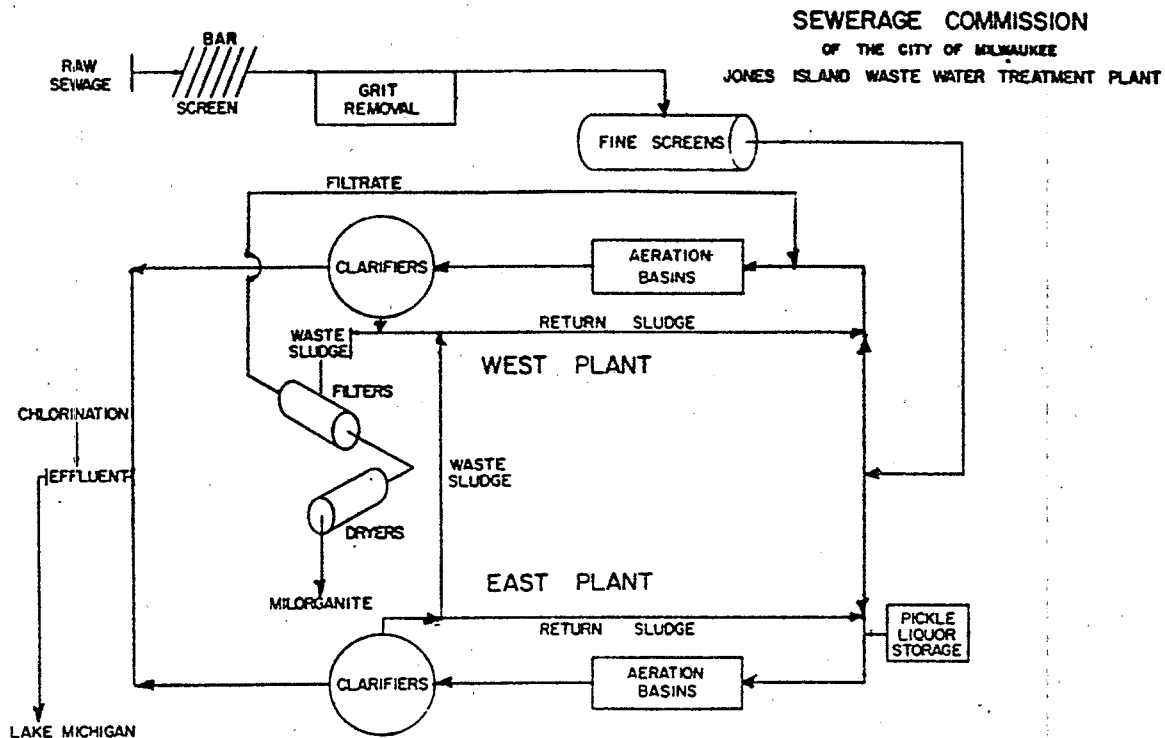 SEWERAGE COMMISSION
OF THE CITY OF MILWAUKEE
JONES ISLAND WASTE WATER TREATMENT PLANT
RAW
SEWAGE
BAR
SCREEN
GRIT
REMOVAL
FINE SCREENS
FILTRATE
CLARIFIERS
AERATION
BASINS
WASTE
SLUDGE
RETURN SLUDGE
WEST PLANT
FILTERS
CHLORINATION
EFFLUENT
WASTE
SLUDGE
DRYERS
MILORGANITE
EAST PLANT
RETURN SLUDGE
PICKLE
LIQUOR
STORAGE
CLARIFIERS
AERATION
BASINS
LAKE MICHIGAN